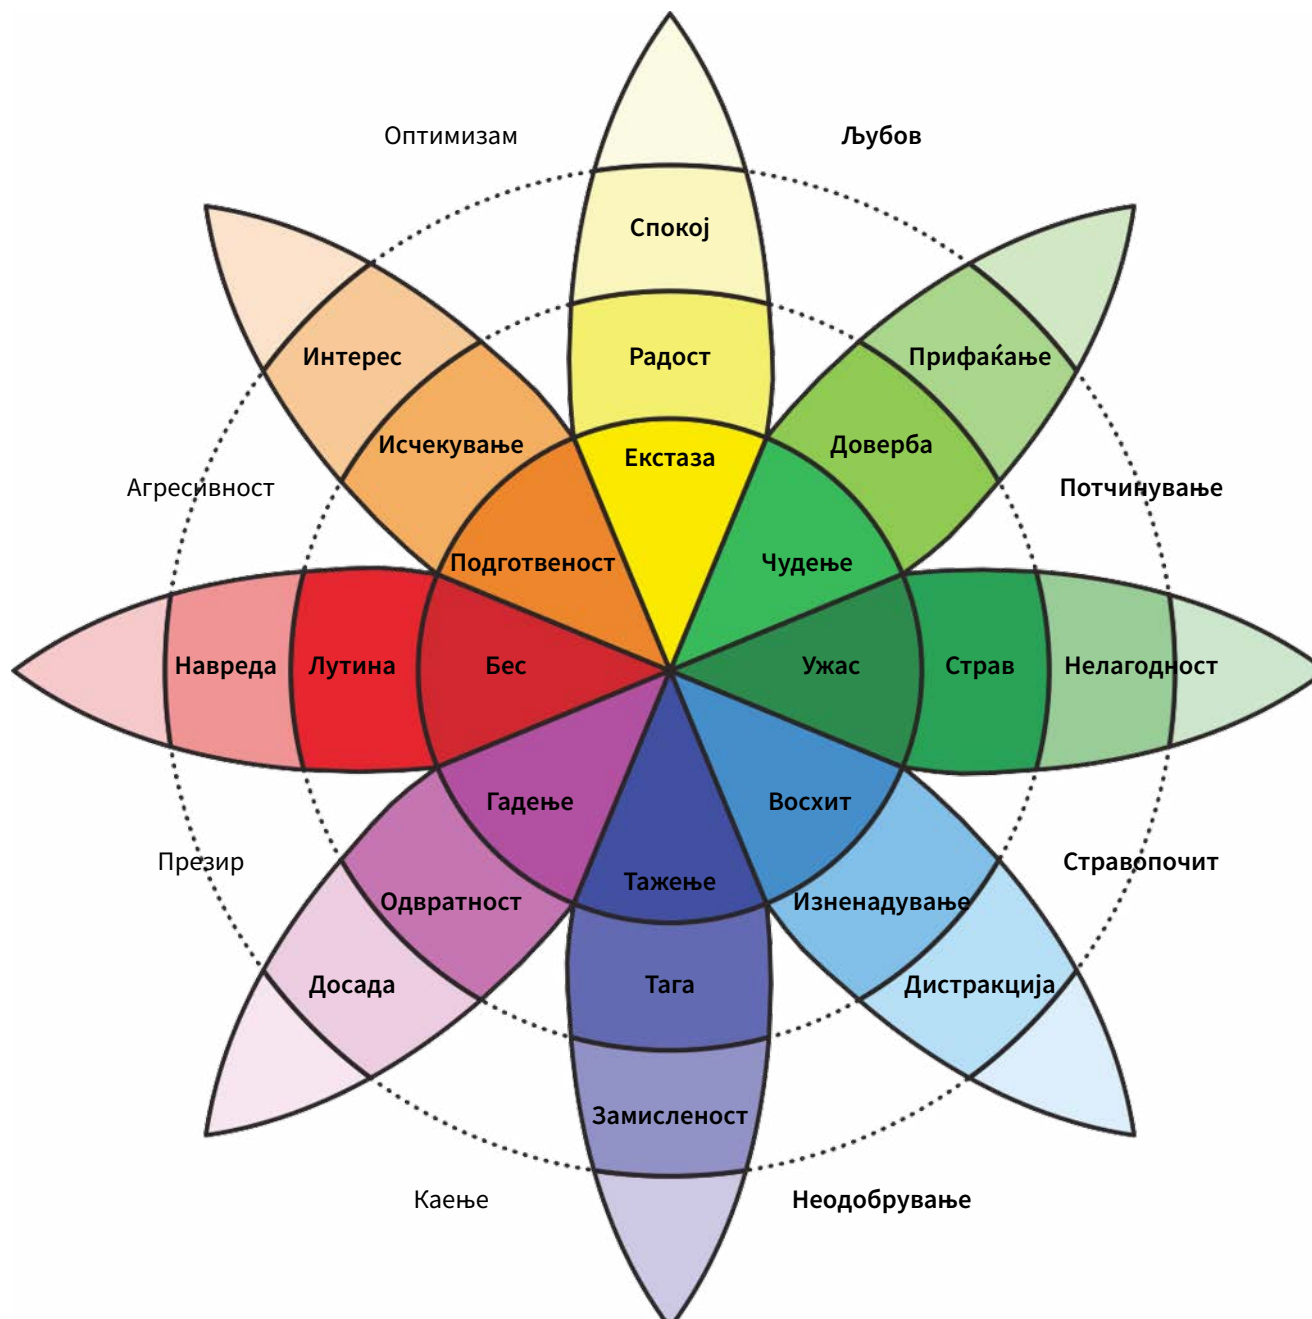 Оптимизам
Љубов
Спокој
Интерес
Радост
Прифаќање
Исчекување
Доверба
Екстаза
Агресивност
Потчинување
Подготвеност
Чудење
Навреда
Лутина
Бес
Ужас
Страв
Нелагодност
Гадење
Восхит
Презир
Стравопочит
Тажење
Одвратност
Изненадување
Досада
Тага
Дистракција
Замисленост
Каење
Неодобрување